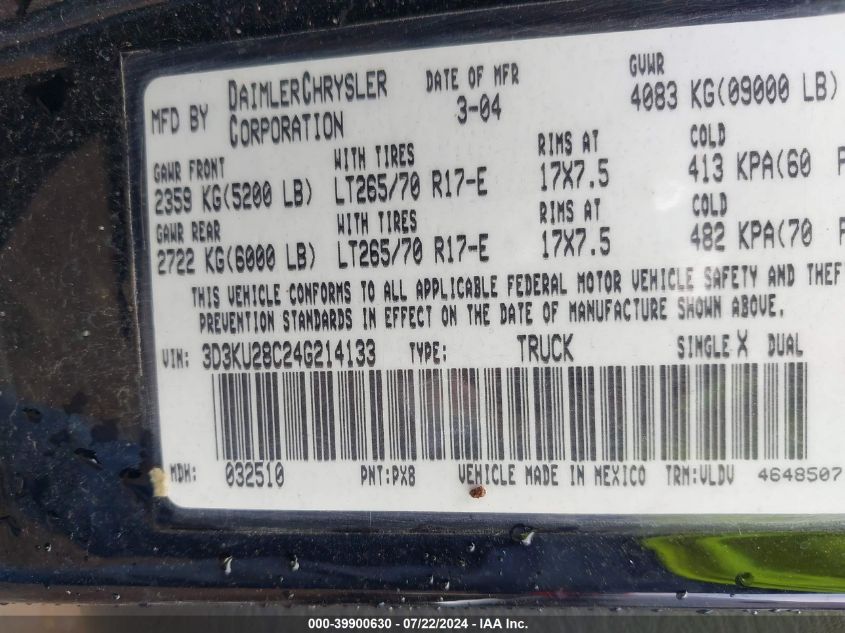 MFD BY DAIMLERCHRYSLER CORPORATION DATE OF MFR 3-04 GVWR 4083 KG(09000 LB)
GAWR FRONT WITH TIRES RIMS AT COLD
2359 KG(5200 LB) LT265/70 R17-E 17X7.5 413 KPA(60
GAWR REAR WITH TIRES RIMS AT COLD
2722 KG(6000 LB) LT265/70 R17-E 17X7.5 482 KPA(70
THIS VEHICLE CONFORMS TO ALL APPLICABLE FEDERAL MOTOR VEHICLE SAFETY AND THEF
PREVENTION STANDARDS IN EFFECT ON THE DATE OF MANUFACTURE SHOWN ABOVE.
VIN: 3D3KU28C24G214133 TYPE: TRUCK SINGLE X DUAL
MDH: 032510 PNT:PX8 VEHICLE MADE IN MEXICO TRM:VLDV 4648507
000-39900630 - 07/22/2024 - IAA Inc.